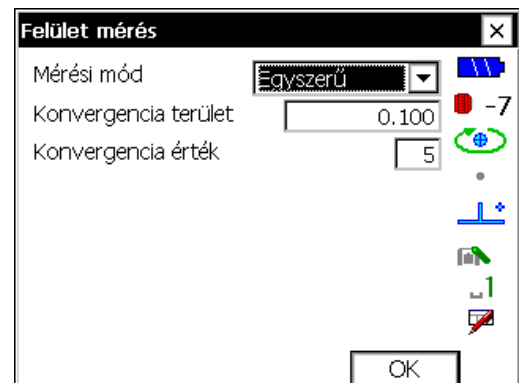 Felület mérés
Mérési mód Egyszerű
Konvergencia terület 0.100
-7
Konvergencia érték 5
1
OK